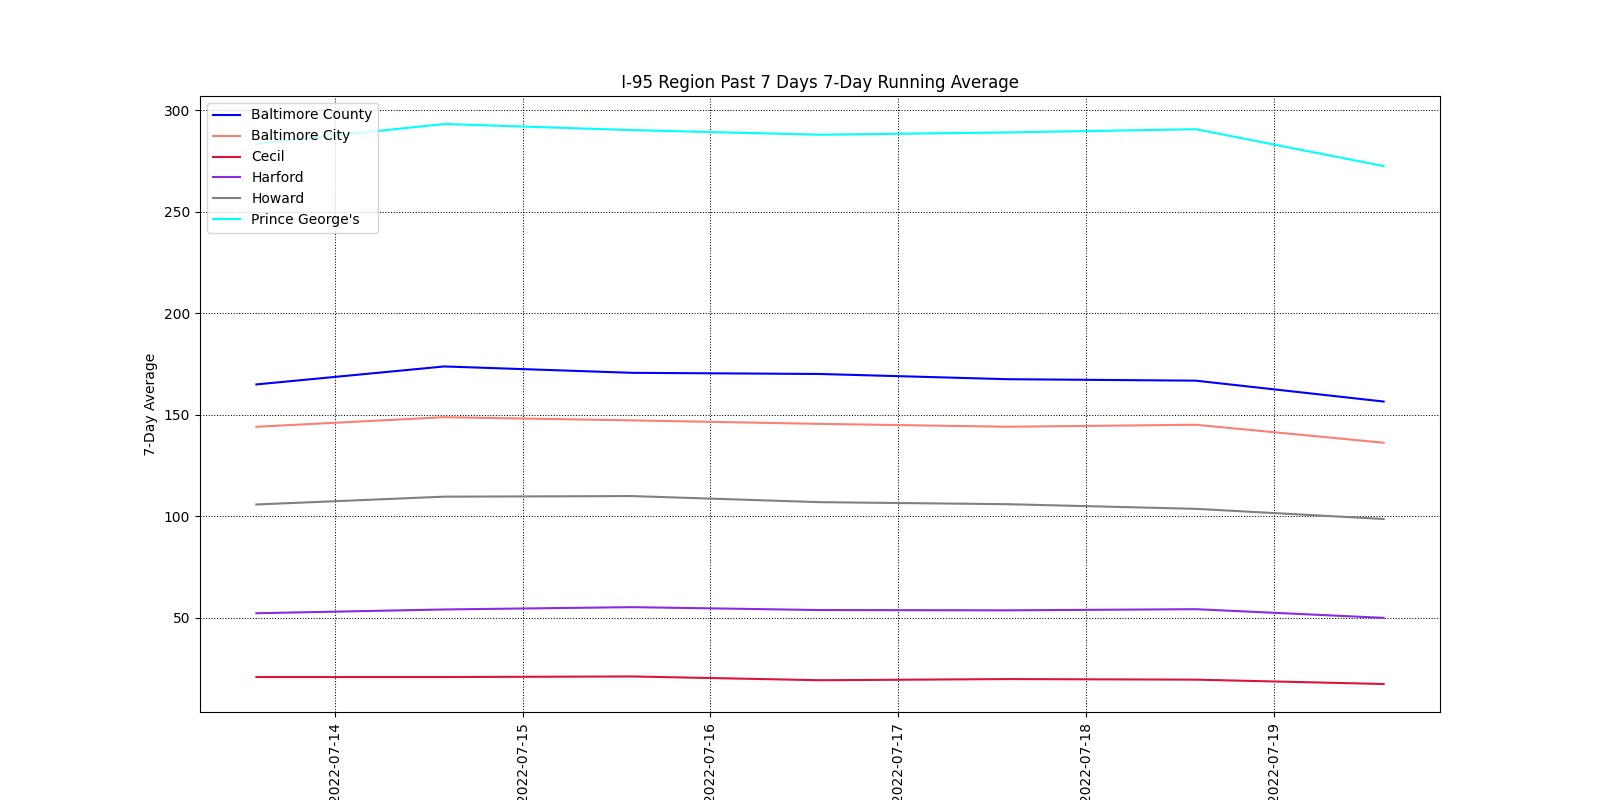 I-95 Region Past 7 Days 7-Day Running Average
7-Day Average
300
250
200
150
100
50
Baltimore County
Baltimore City
Cecil
Harford
Howard
Prince George's
2022-07-14
2022-07-15
2022-07-16
2022-07-17
2022-07-18
2022-07-19